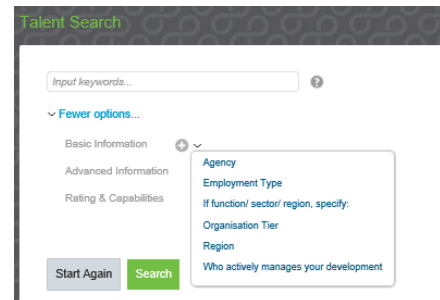 Talent Search
Input keywords...
Fewer options...
Basic Information
Agency
Employment Type
If function/ sector/ region, specify:
Organisation Tier
Region
Who actively manages your development
Advanced Information
Rating & Capabilities
Start Again
Search